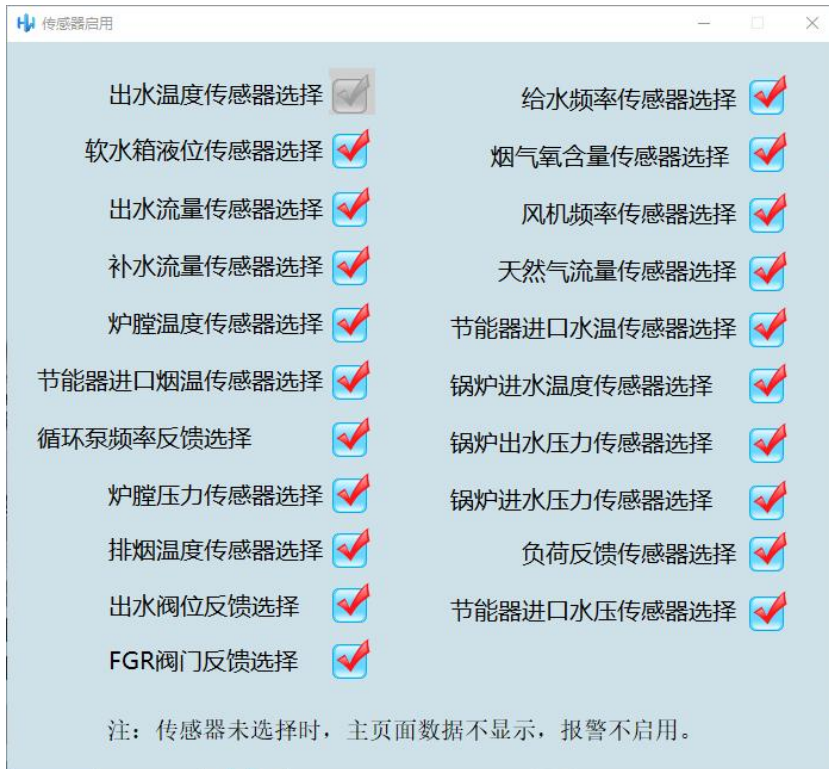 传感器启用
出水温度传感器选择
给水频率传感器选择
软水箱液位传感器选择
烟气氧含量传感器选择
出水流量传感器选择
风机频率传感器选择
补水流量传感器选择
天然气流量传感器选择
炉膛温度传感器选择
节能器进口水温传感器选择
节能器进口烟温传感器选择
锅炉进水温度传感器选择
循环泵频率反馈选择
锅炉出水压力传感器选择
炉膛压力传感器选择
锅炉进水压力传感器选择
排烟温度传感器选择
负荷反馈传感器选择
出水阀位反馈选择
节能器进口水压传感器选择
FGR阀门反馈选择
注：传感器未选择时，主页面数据不显示，报警不启用。